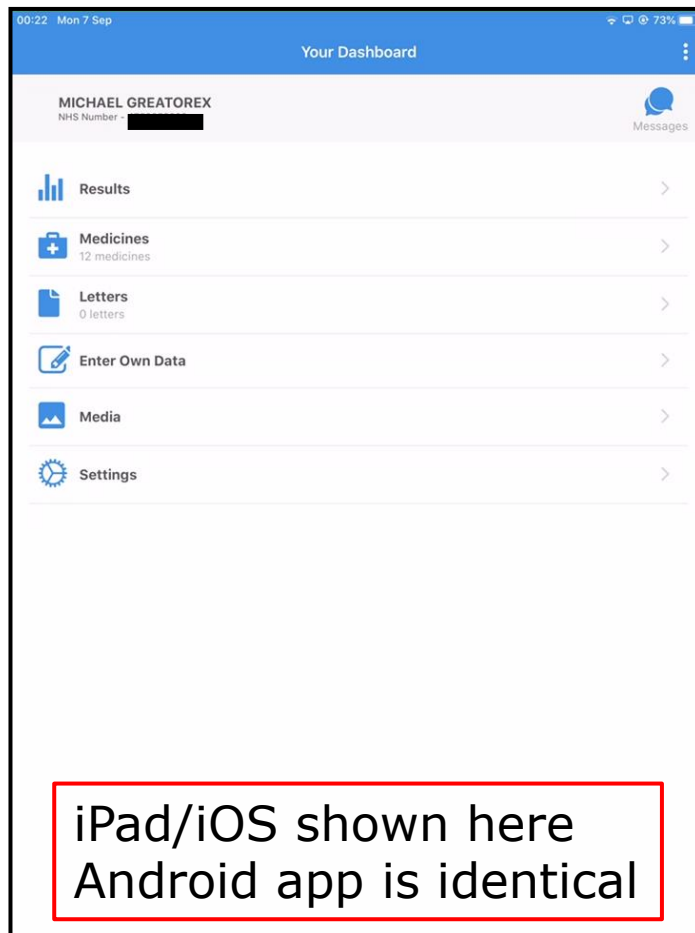 00:22 Mon 7 Sep 73%
Your Dashboard
MICHAEL GREATOREX
NHS Number -
Messages
Results
Medicines
12 medicines
Letters
0 letters
Enter Own Data
Media
Settings
iPad/iOS shown here
Android app is identical